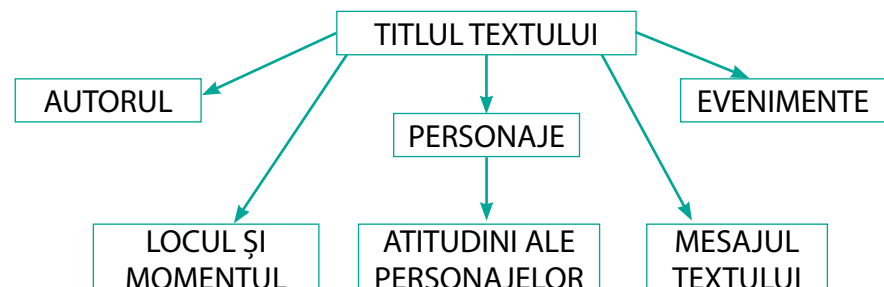 TITLUL TEXTULUI
AUTORUL
EVENIMENTE
PERSONAJE
LOCUL ȘI
MOMENTUL
ATITUDINI ALE
PERSONAJELOR
MESAJUL
TEXTULUI